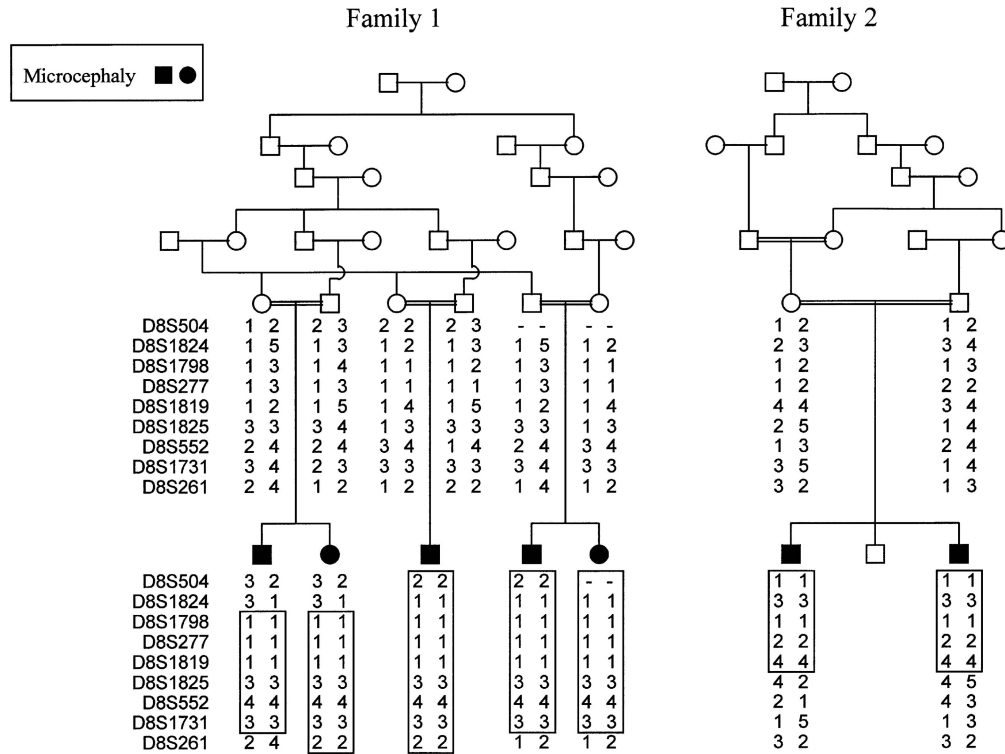 Family 1 Family 2
Microcephaly
D8S504 1 2 2 3 2 2 2 3 - - - - 1 2 1 2
D8S1824 1 5 1 3 1 2 1 3 1 5 1 2 2 3 3 4
D8S1798 1 3 1 4 1 1 1 2 1 3 1 1 1 2 1 3
D8S277 1 3 1 3 1 1 1 1 1 3 1 1 1 2 2 2
D8S1819 1 2 1 5 1 4 1 5 1 2 1 4 4 4 3 4
D8S1825 3 3 3 4 1 3 3 3 3 3 1 3 2 5 1 4
D8S552 2 4 2 4 3 4 1 4 2 4 3 4 1 3 2 4
D8S1731 3 4 2 3 3 3 3 3 3 4 3 3 3 5 1 4
D8S261 2 4 1 2 1 2 2 2 1 4 1 2 3 2 1 3
D8S504 3 2 3 2 2 2 2 2 - - 1 1 1 1
D8S1824 3 1 3 1 1 1 1 1 1 1 3 3 3 3
D8S1798 1 1 1 1 1 1 1 1 1 1 1 1 1 1
D8S277 1 1 1 1 1 1 1 1 1 1 2 2 2 2
D8S1819 1 1 1 1 1 1 1 1 1 1 4 4 4 4
D8S1825 3 3 3 3 3 3 3 3 3 3 4 2 4 5
D8S552 4 4 4 4 4 4 4 4 4 4 2 1 4 3
D8S1731 3 3 3 3 3 3 3 3 3 3 1 5 1 3
D8S261 2 4 2 2 2 2 1 2 1 2 3 2 3 2